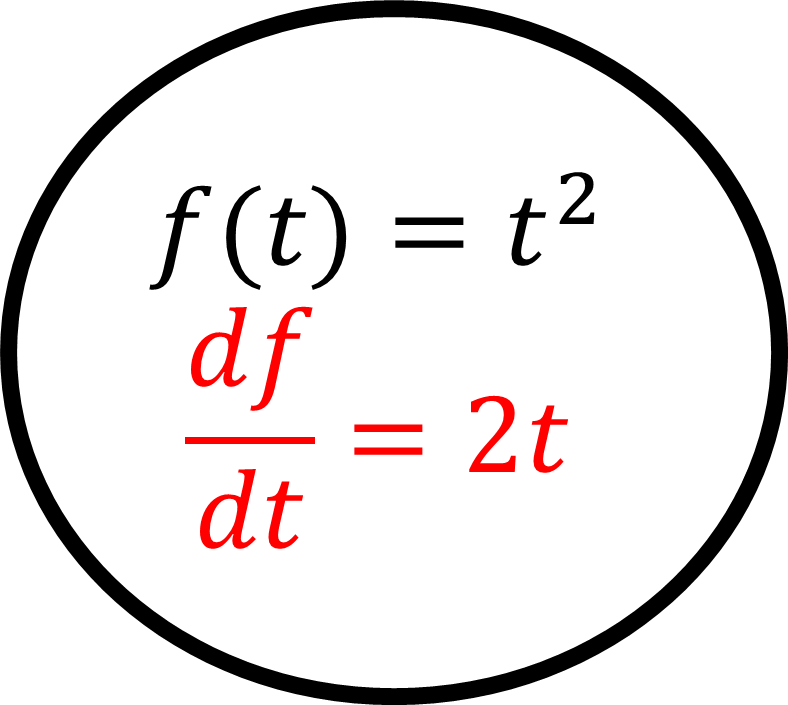 f(t) = t²
df/dt = 2t